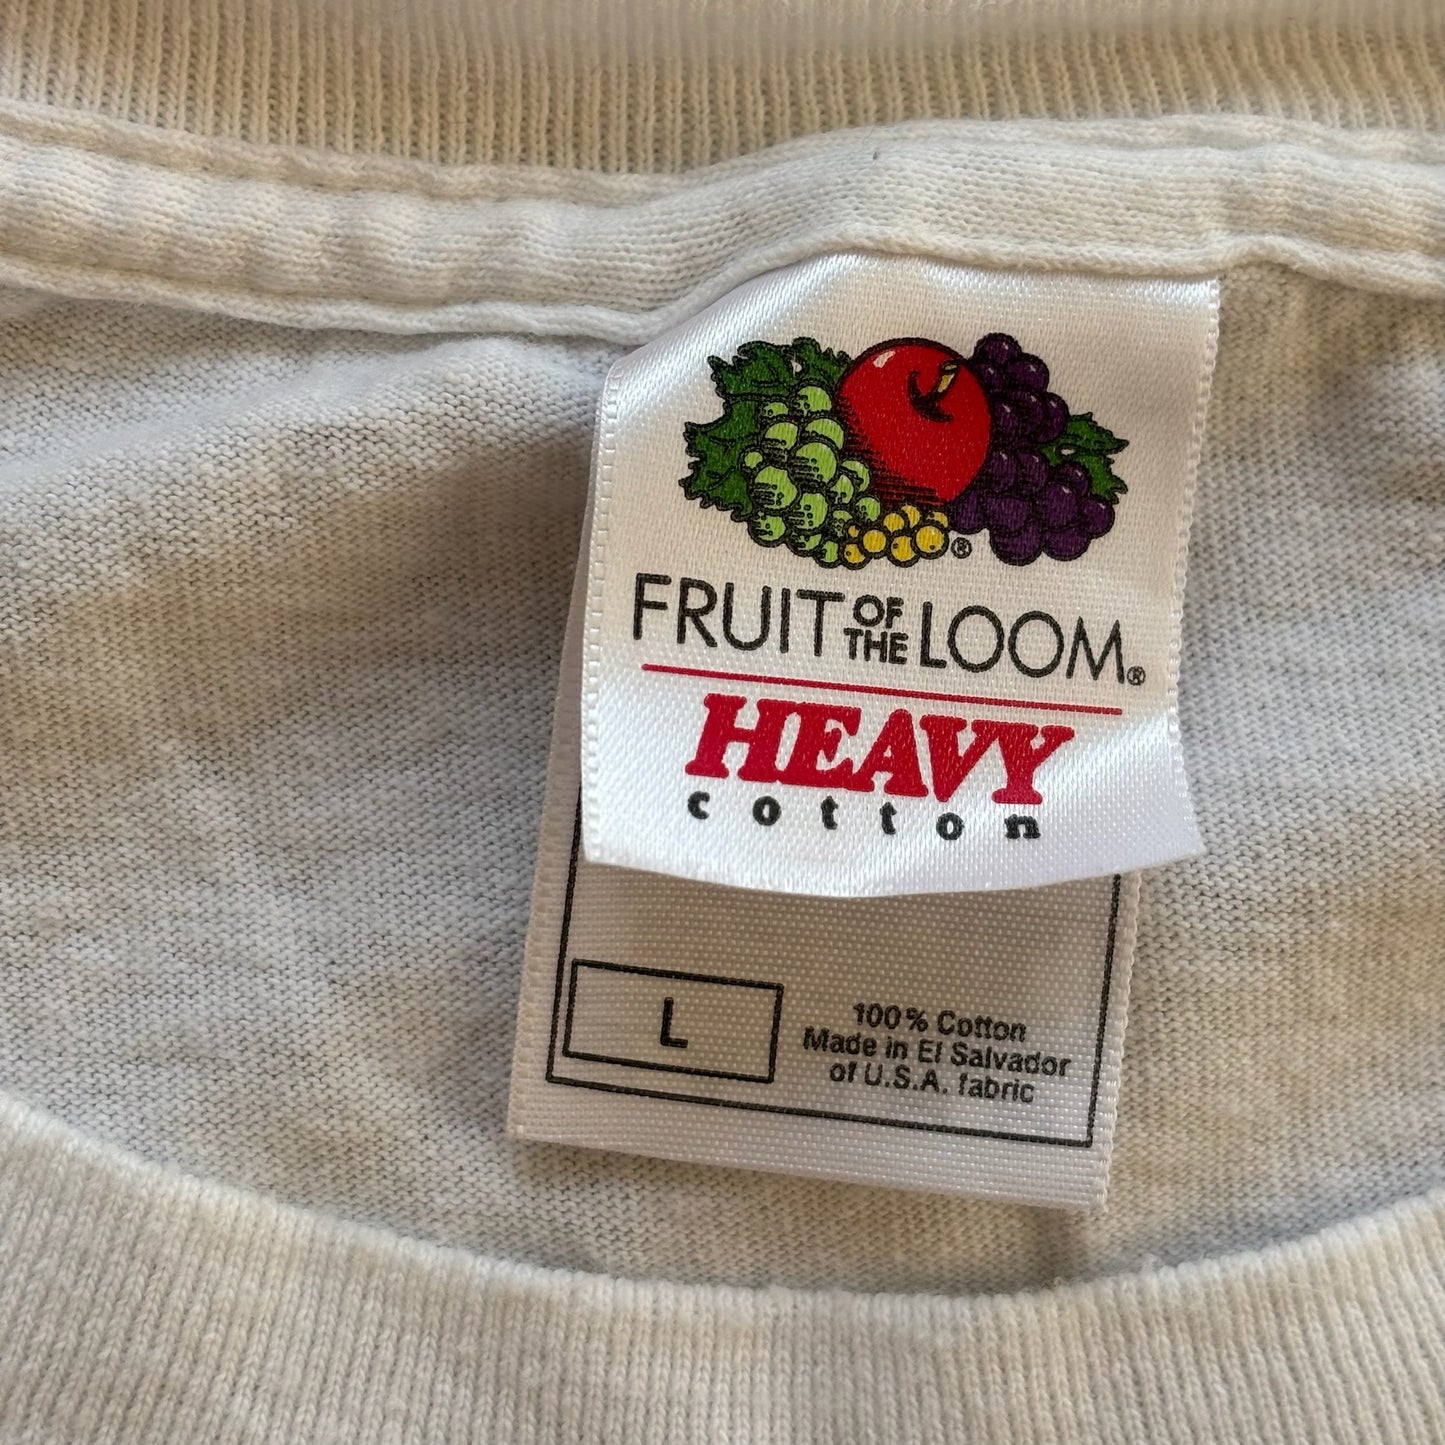 ®
FRUIT OF THE LOOM®
HEAVY
cotton
L
100% Cotton
Made in El Salvador
of U.S.A. fabric